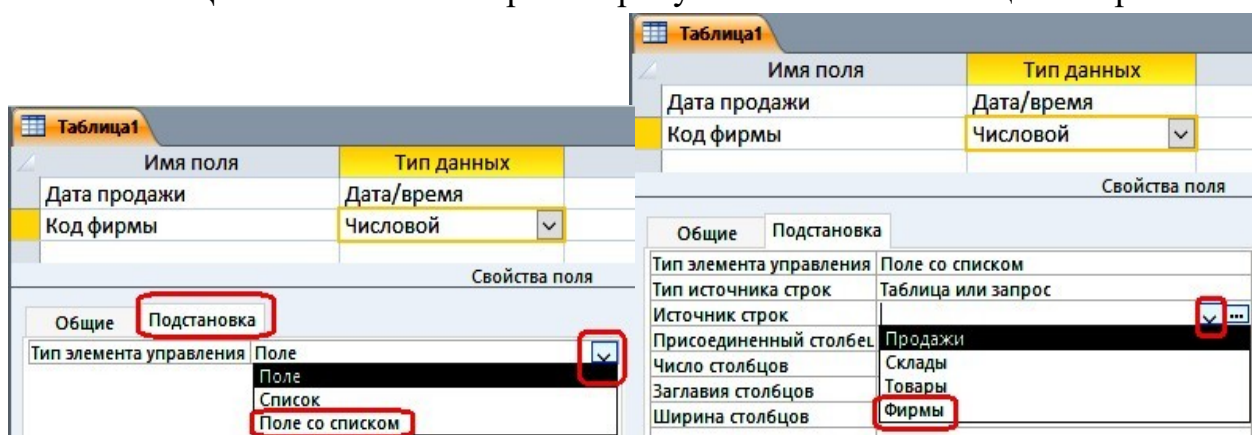 Таблица1
Имя поля Тип данных
Дата продажи Дата/время
Код фирмы Числовой
Свойства поля
Общие Подстановка
Тип элемента управления Поле
Поле
Список
Поле со списком
Таблица1
Имя поля Тип данных
Дата продажи Дата/время
Код фирмы Числовой
Свойства поля
Общие Подстановка
Тип элемента управления Поле со списком
Тип источника строк Таблица или запрос
Источник строк
Присоединенный столбец Продажи
Число столбцов Склады
Заглавия столбцов Товары
Ширина столбцов Фирмы